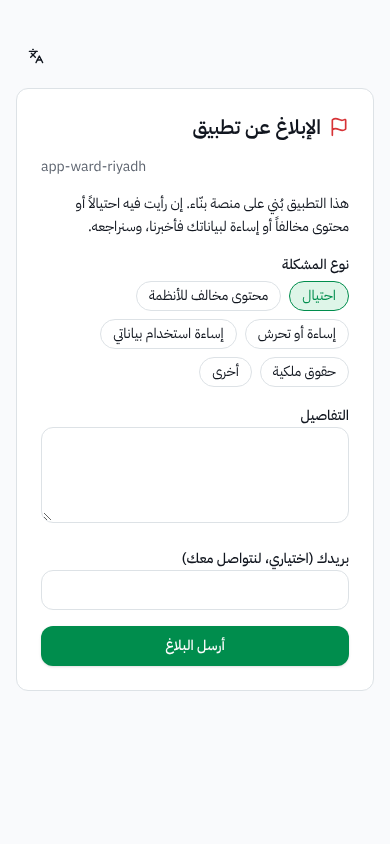 الإبلاغ عن تطبيق
app-ward-riyadh
هذا التطبيق بُني على منصة بنّاء. إن رأيت فيه احتيالاً أو
محتوى مخالفاً أو إساءة لبياناتك فأخبرنا، وسنراجعه.
نوع المشكلة
احتيال
محتوى مخالف للأنظمة
إساءة أو تحرش
إساءة استخدام بياناتي
حقوق ملكية
أخرى
التفاصيل
بريدك (اختياري، لنتواصل معك)
أرسل البلاغ